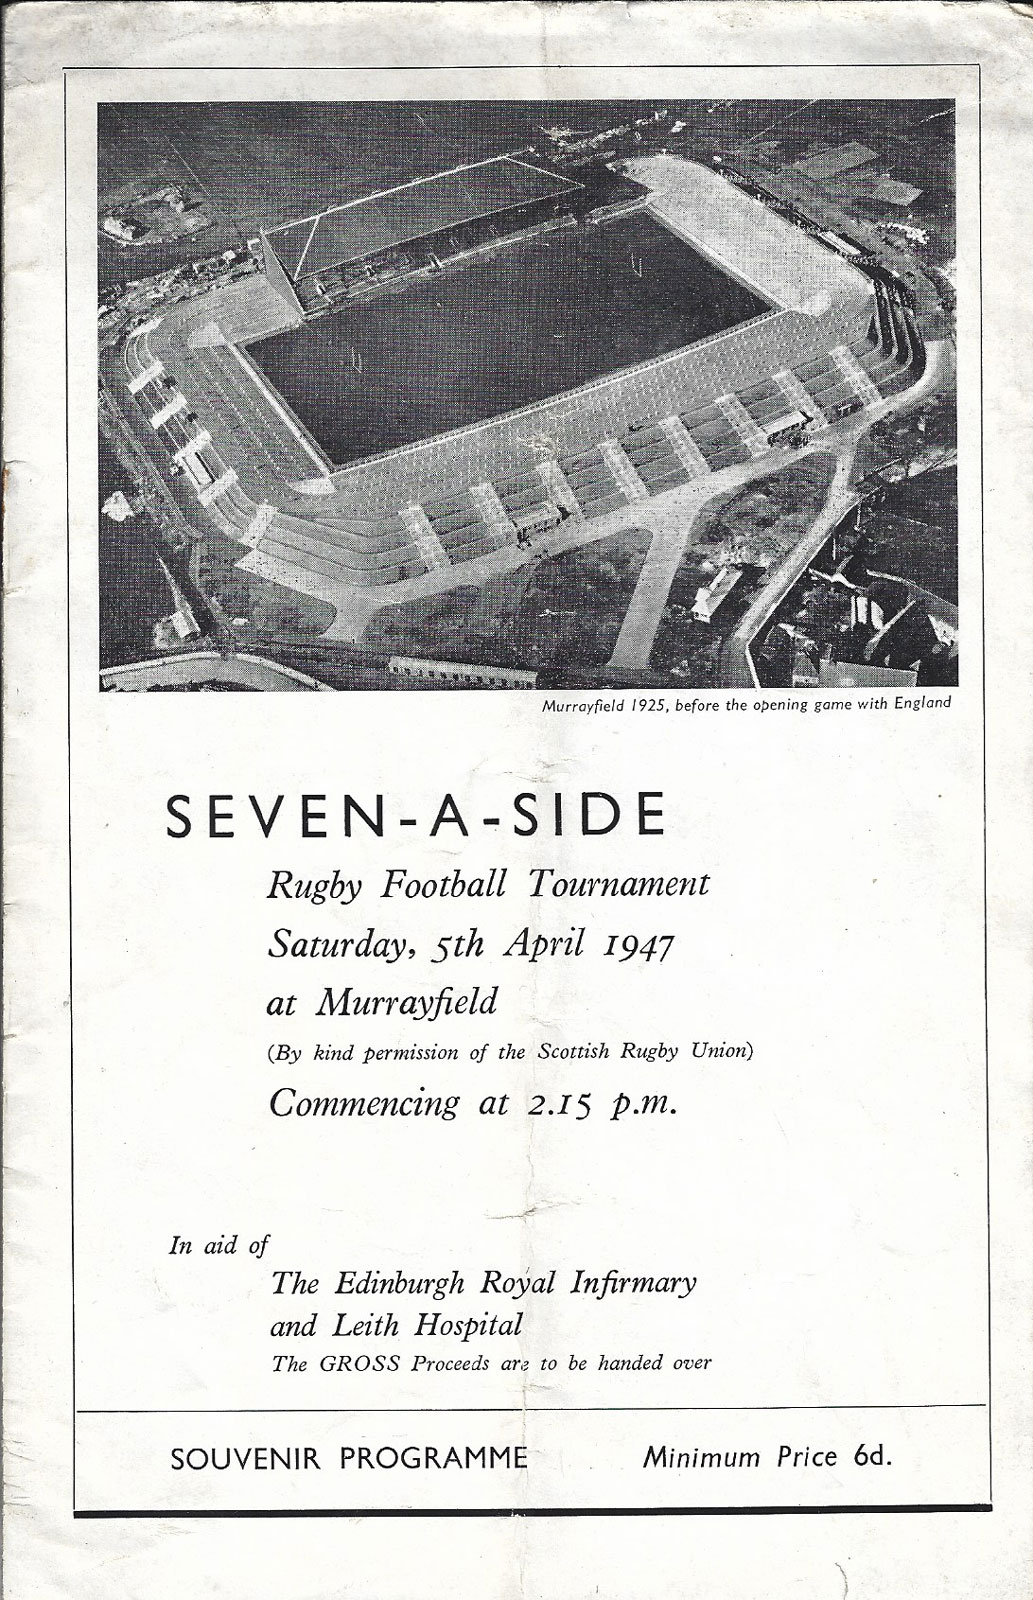 Murrayfield 1925, before the opening game with England
SEVEN-A-SIDE
Rugby Football Tournament
Saturday, 5th April 1947
at Murrayfield
(By kind permission of the Scottish Rugby Union)
Commencing at 2.15 p.m.
In aid of
The Edinburgh Royal Infirmary
and Leith Hospital
The GROSS Proceeds are to be handed over
SOUVENIR PROGRAMME Minimum Price 6d.